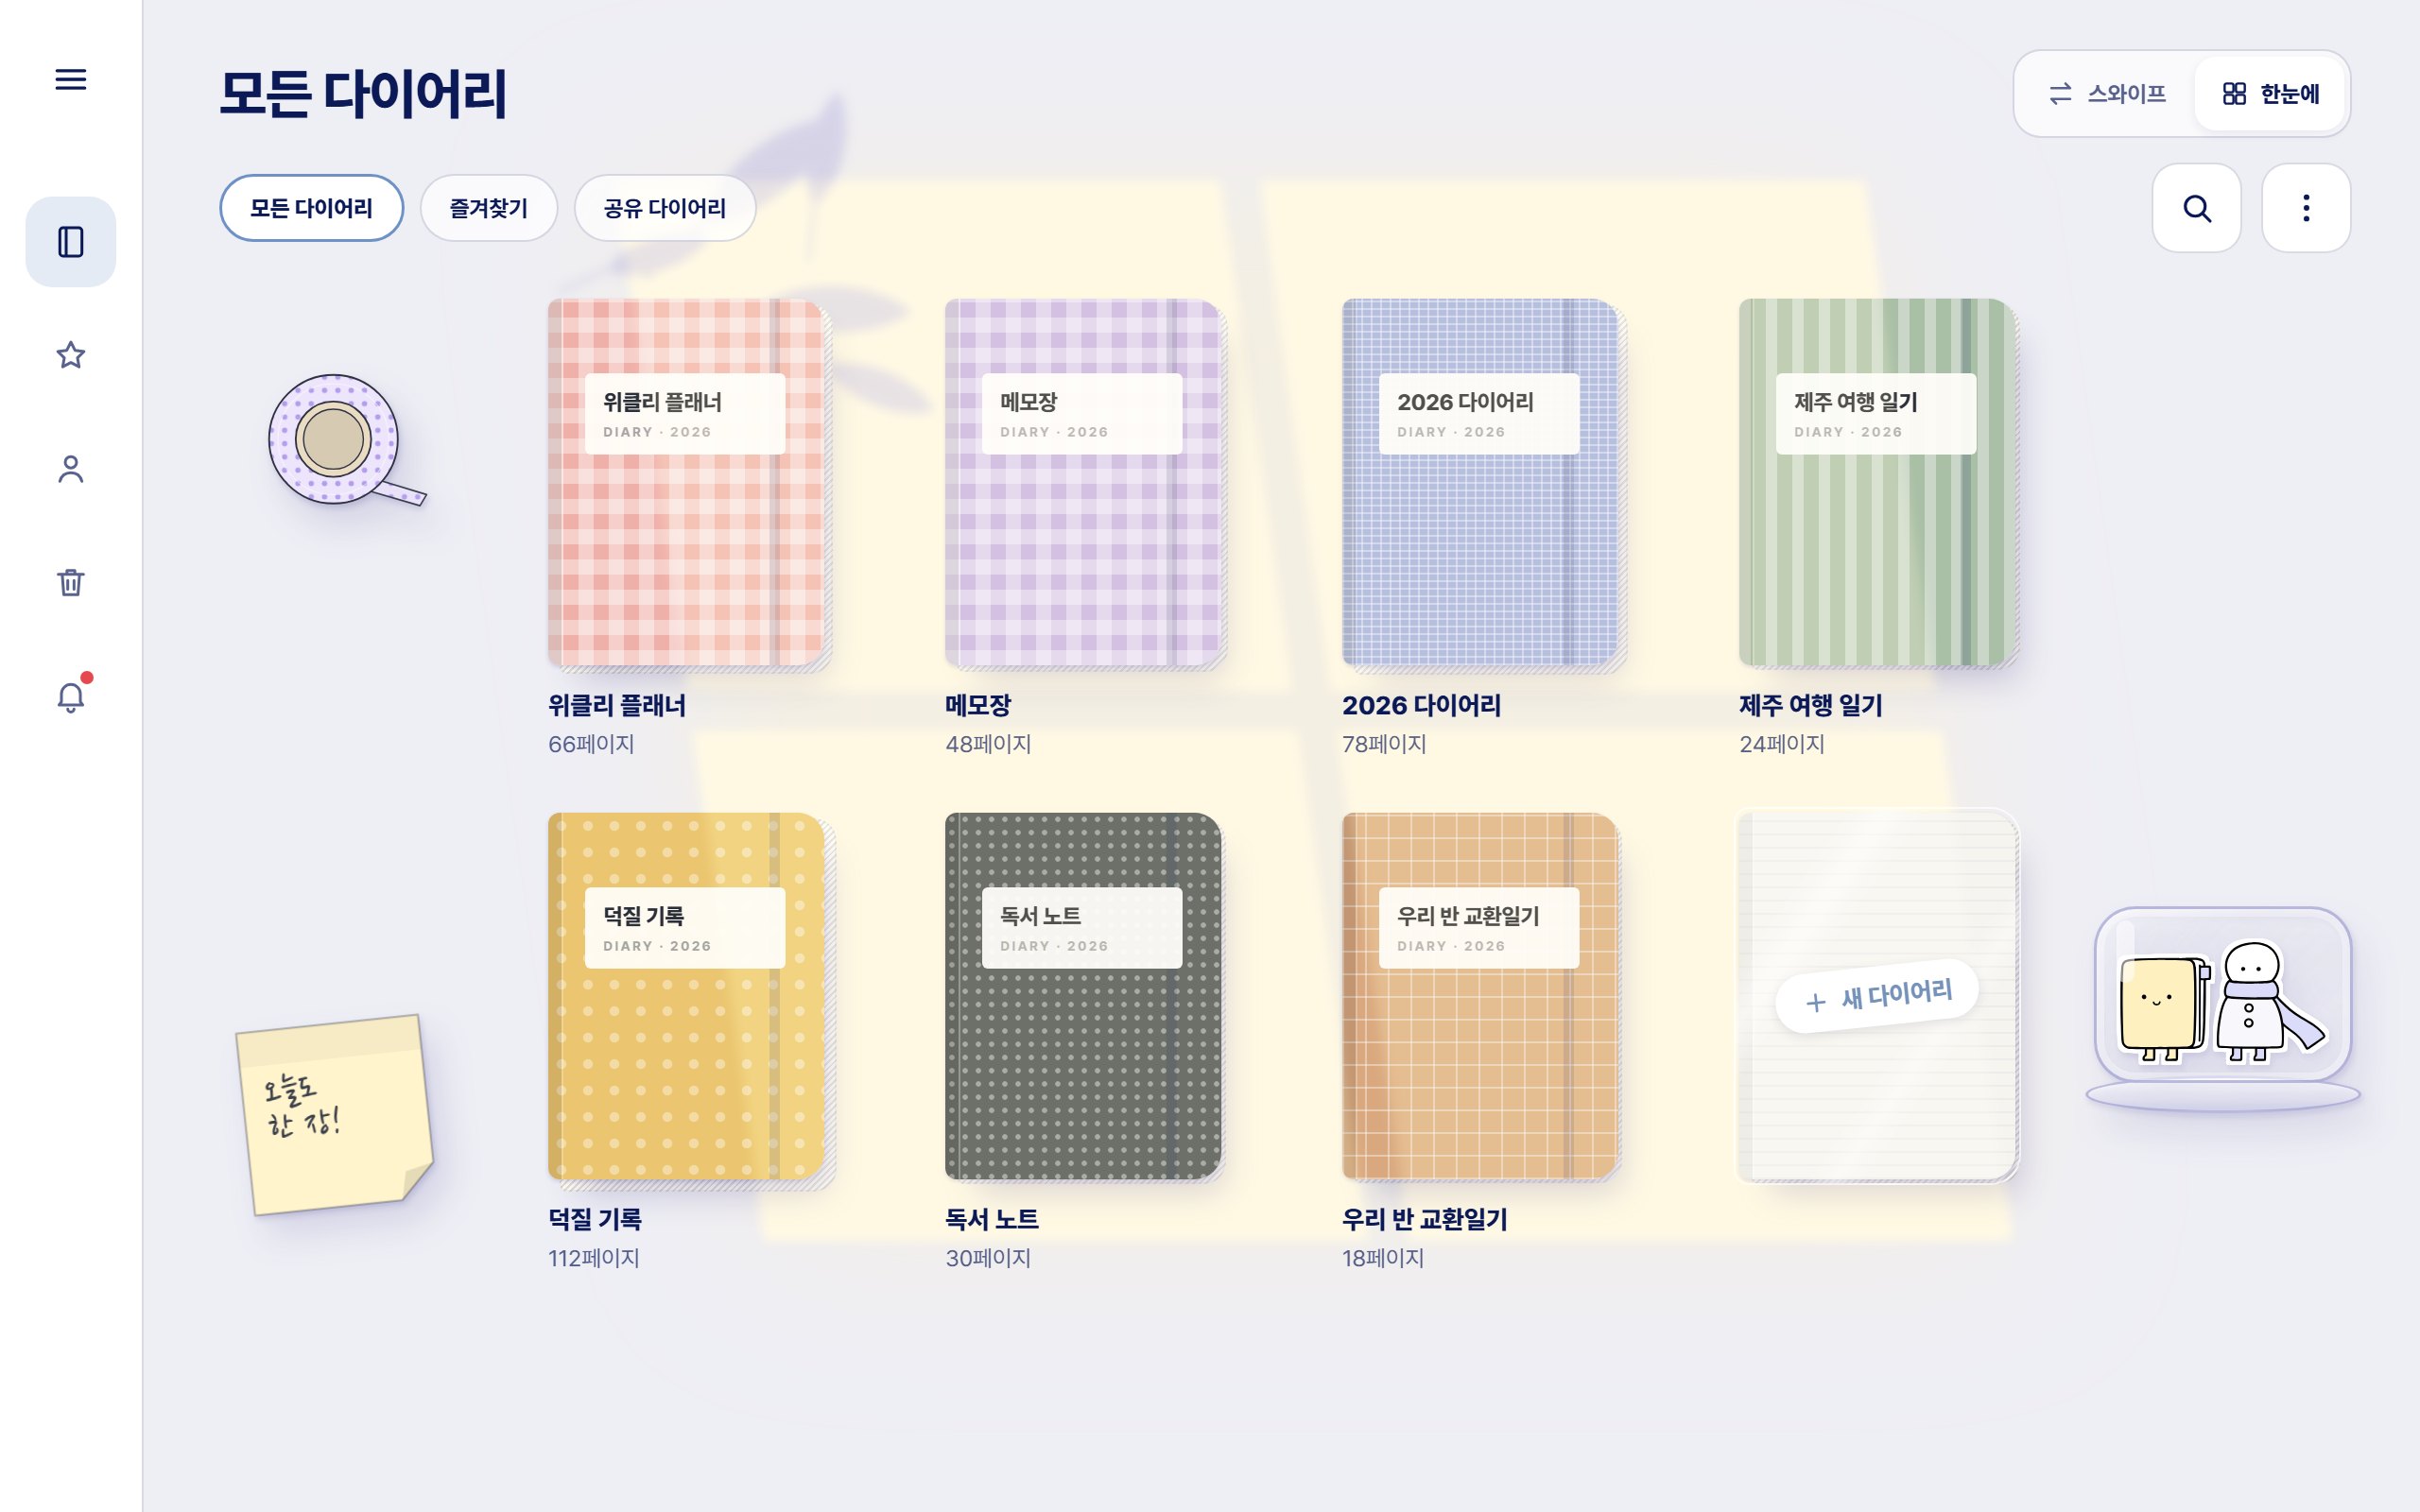 모든 다이어리
스와이프
한눈에
모든 다이어리
즐겨찾기
공유 다이어리
위클리 플래너
DIARY · 2026
메모장
DIARY · 2026
2026 다이어리
DIARY · 2026
제주 여행 일기
DIARY · 2026
위클리 플래너
66페이지
메모장
48페이지
2026 다이어리
78페이지
제주 여행 일기
24페이지
덕질 기록
DIARY · 2026
독서 노트
DIARY · 2026
우리 반 교환일기
DIARY · 2026
+ 새 다이어리
오늘도
한 장!
덕질 기록
112페이지
독서 노트
30페이지
우리 반 교환일기
18페이지